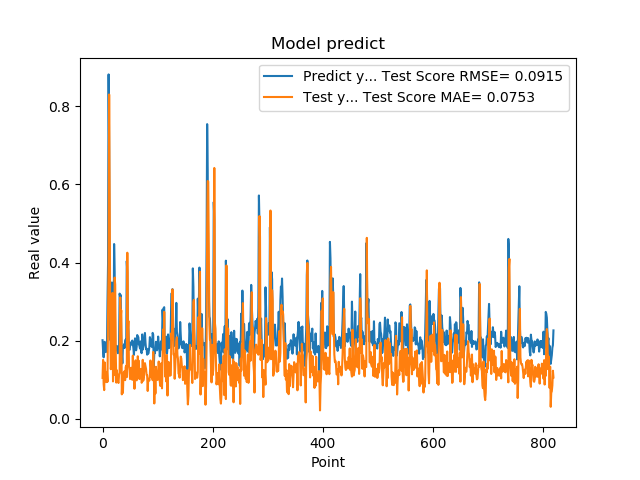 Model predict
Predict y... Test Score RMSE= 0.0915
Test y... Test Score MAE= 0.0753
Real value
0.8
0.6
0.4
0.2
0.0
0 200 400 600 800
Point